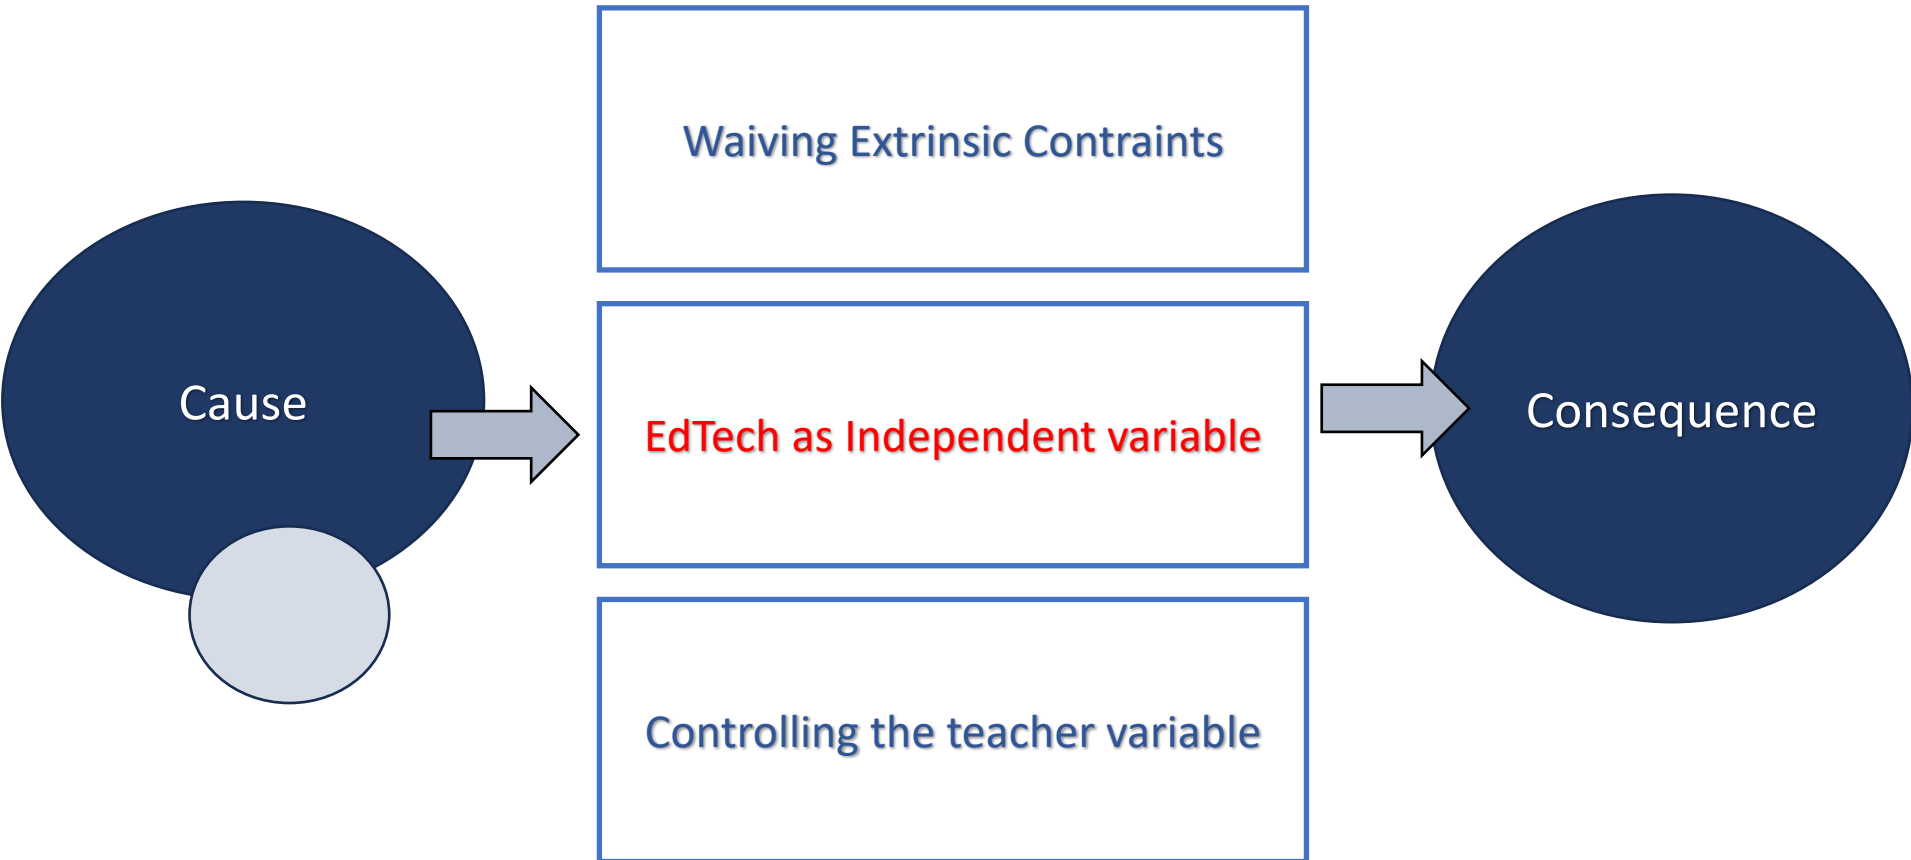 Waiving Extrinsic Contraints
Cause
EdTech as Independent variable
Consequence
Controlling the teacher variable